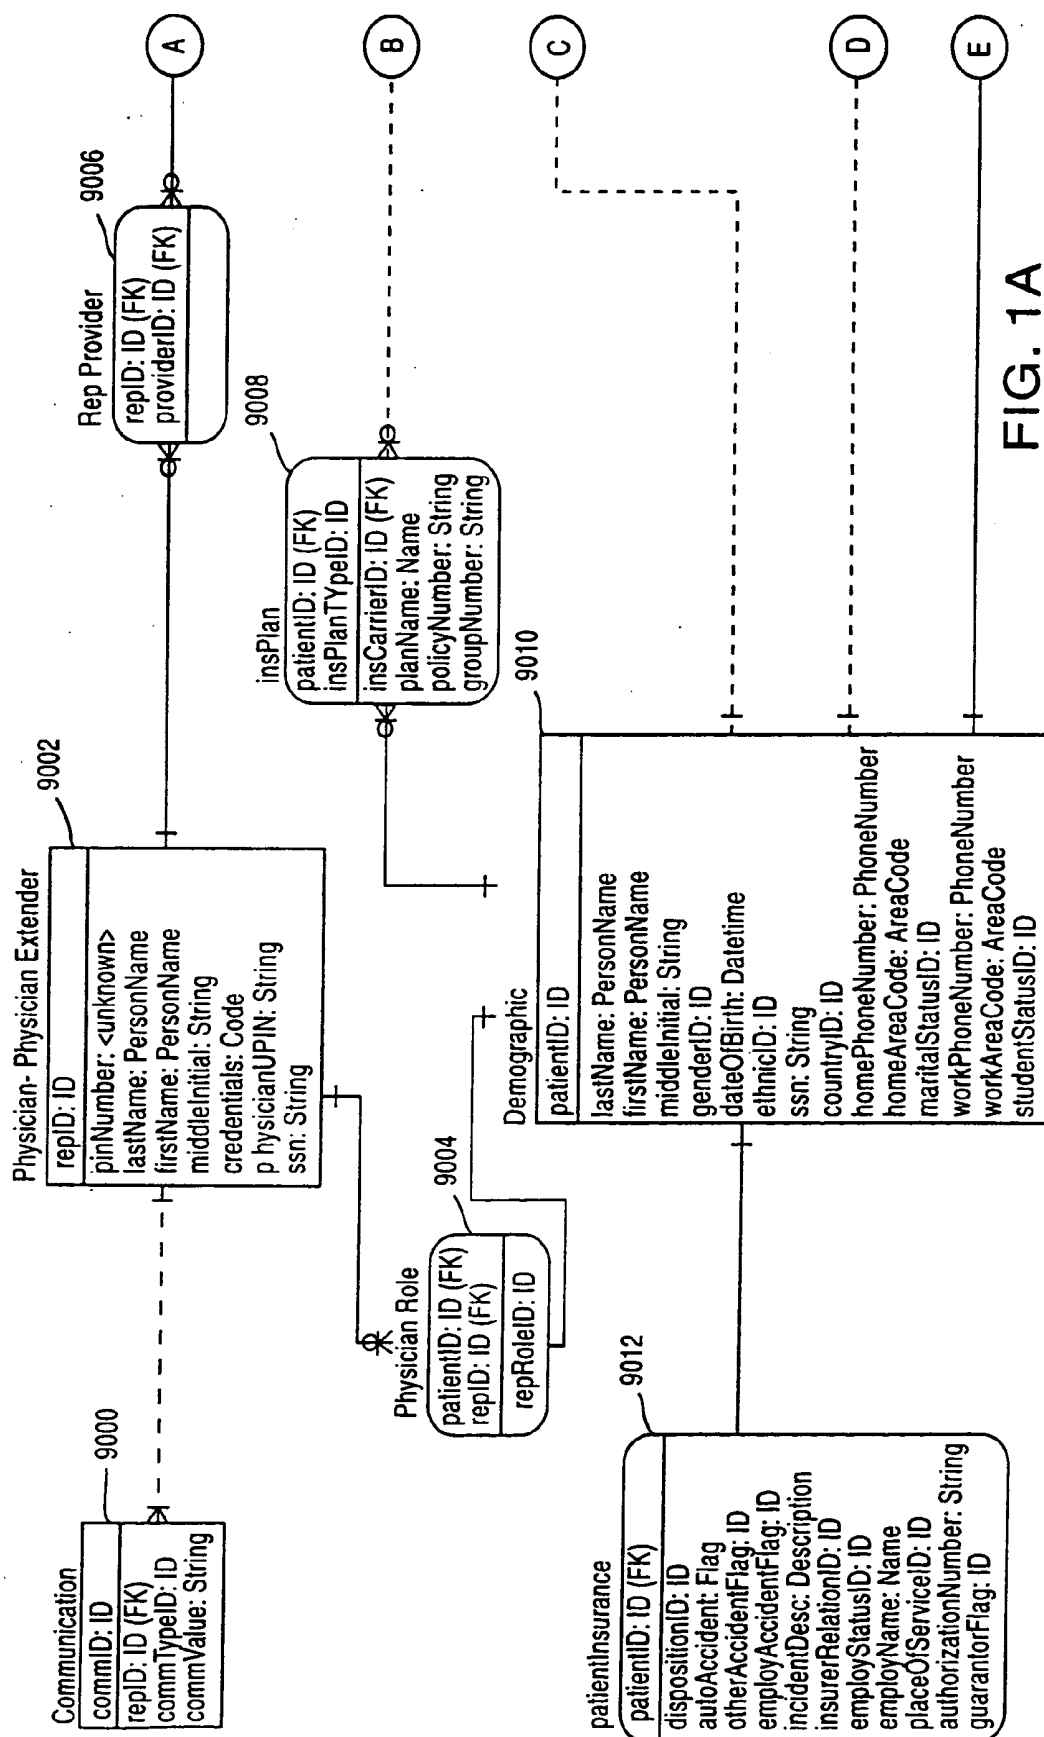 Communication
9000
commID: ID
repID: ID (FK)
commTypeID: ID
commValue: String
Physician- Physician Extender
9002
repID: ID
pinNumber: <unknown>
lastName: PersonName
firstName: PersonName
middleInitial: String
credentials: Code
p hysicianUPIN: String
ssn: String
Rep Provider
9006
repID: ID (FK)
providerID: ID (FK)
A
Physician Role
9004
patientID: ID (FK)
repID: ID (FK)
repRoleID: ID
insPlan
9008
patientID: ID (FK)
insPlanTYpeID: ID
insCarrierID: ID (FK)
planName: Name
policyNumber: String
groupNumber: String
B
patientInsurance
9012
patientID: ID (FK)
dispositionID: ID
autoAccident: Flag
otherAccidentFlag: ID
employAccidentFlag: ID
incidentDesc: Description
insurerRelationID: ID
employStatusID: ID
employName: Name
placeOfServiceID: ID
authorizationNumber: String
guarantorFlag: ID
Demographic
9010
patientID: ID
lastName: PersonName
firstName: PersonName
middleInitial: String
genderID: ID
dateOfBirth: Datetime
ethnicID: ID
ssn: String
countryID: ID
homePhoneNumber: PhoneNumber
homeAreaCode: AreaCode
maritalStatusID: ID
workPhoneNumber: PhoneNumber
workAreaCode: AreaCode
studentStatusID: ID
C
D
E
FIG. 1A